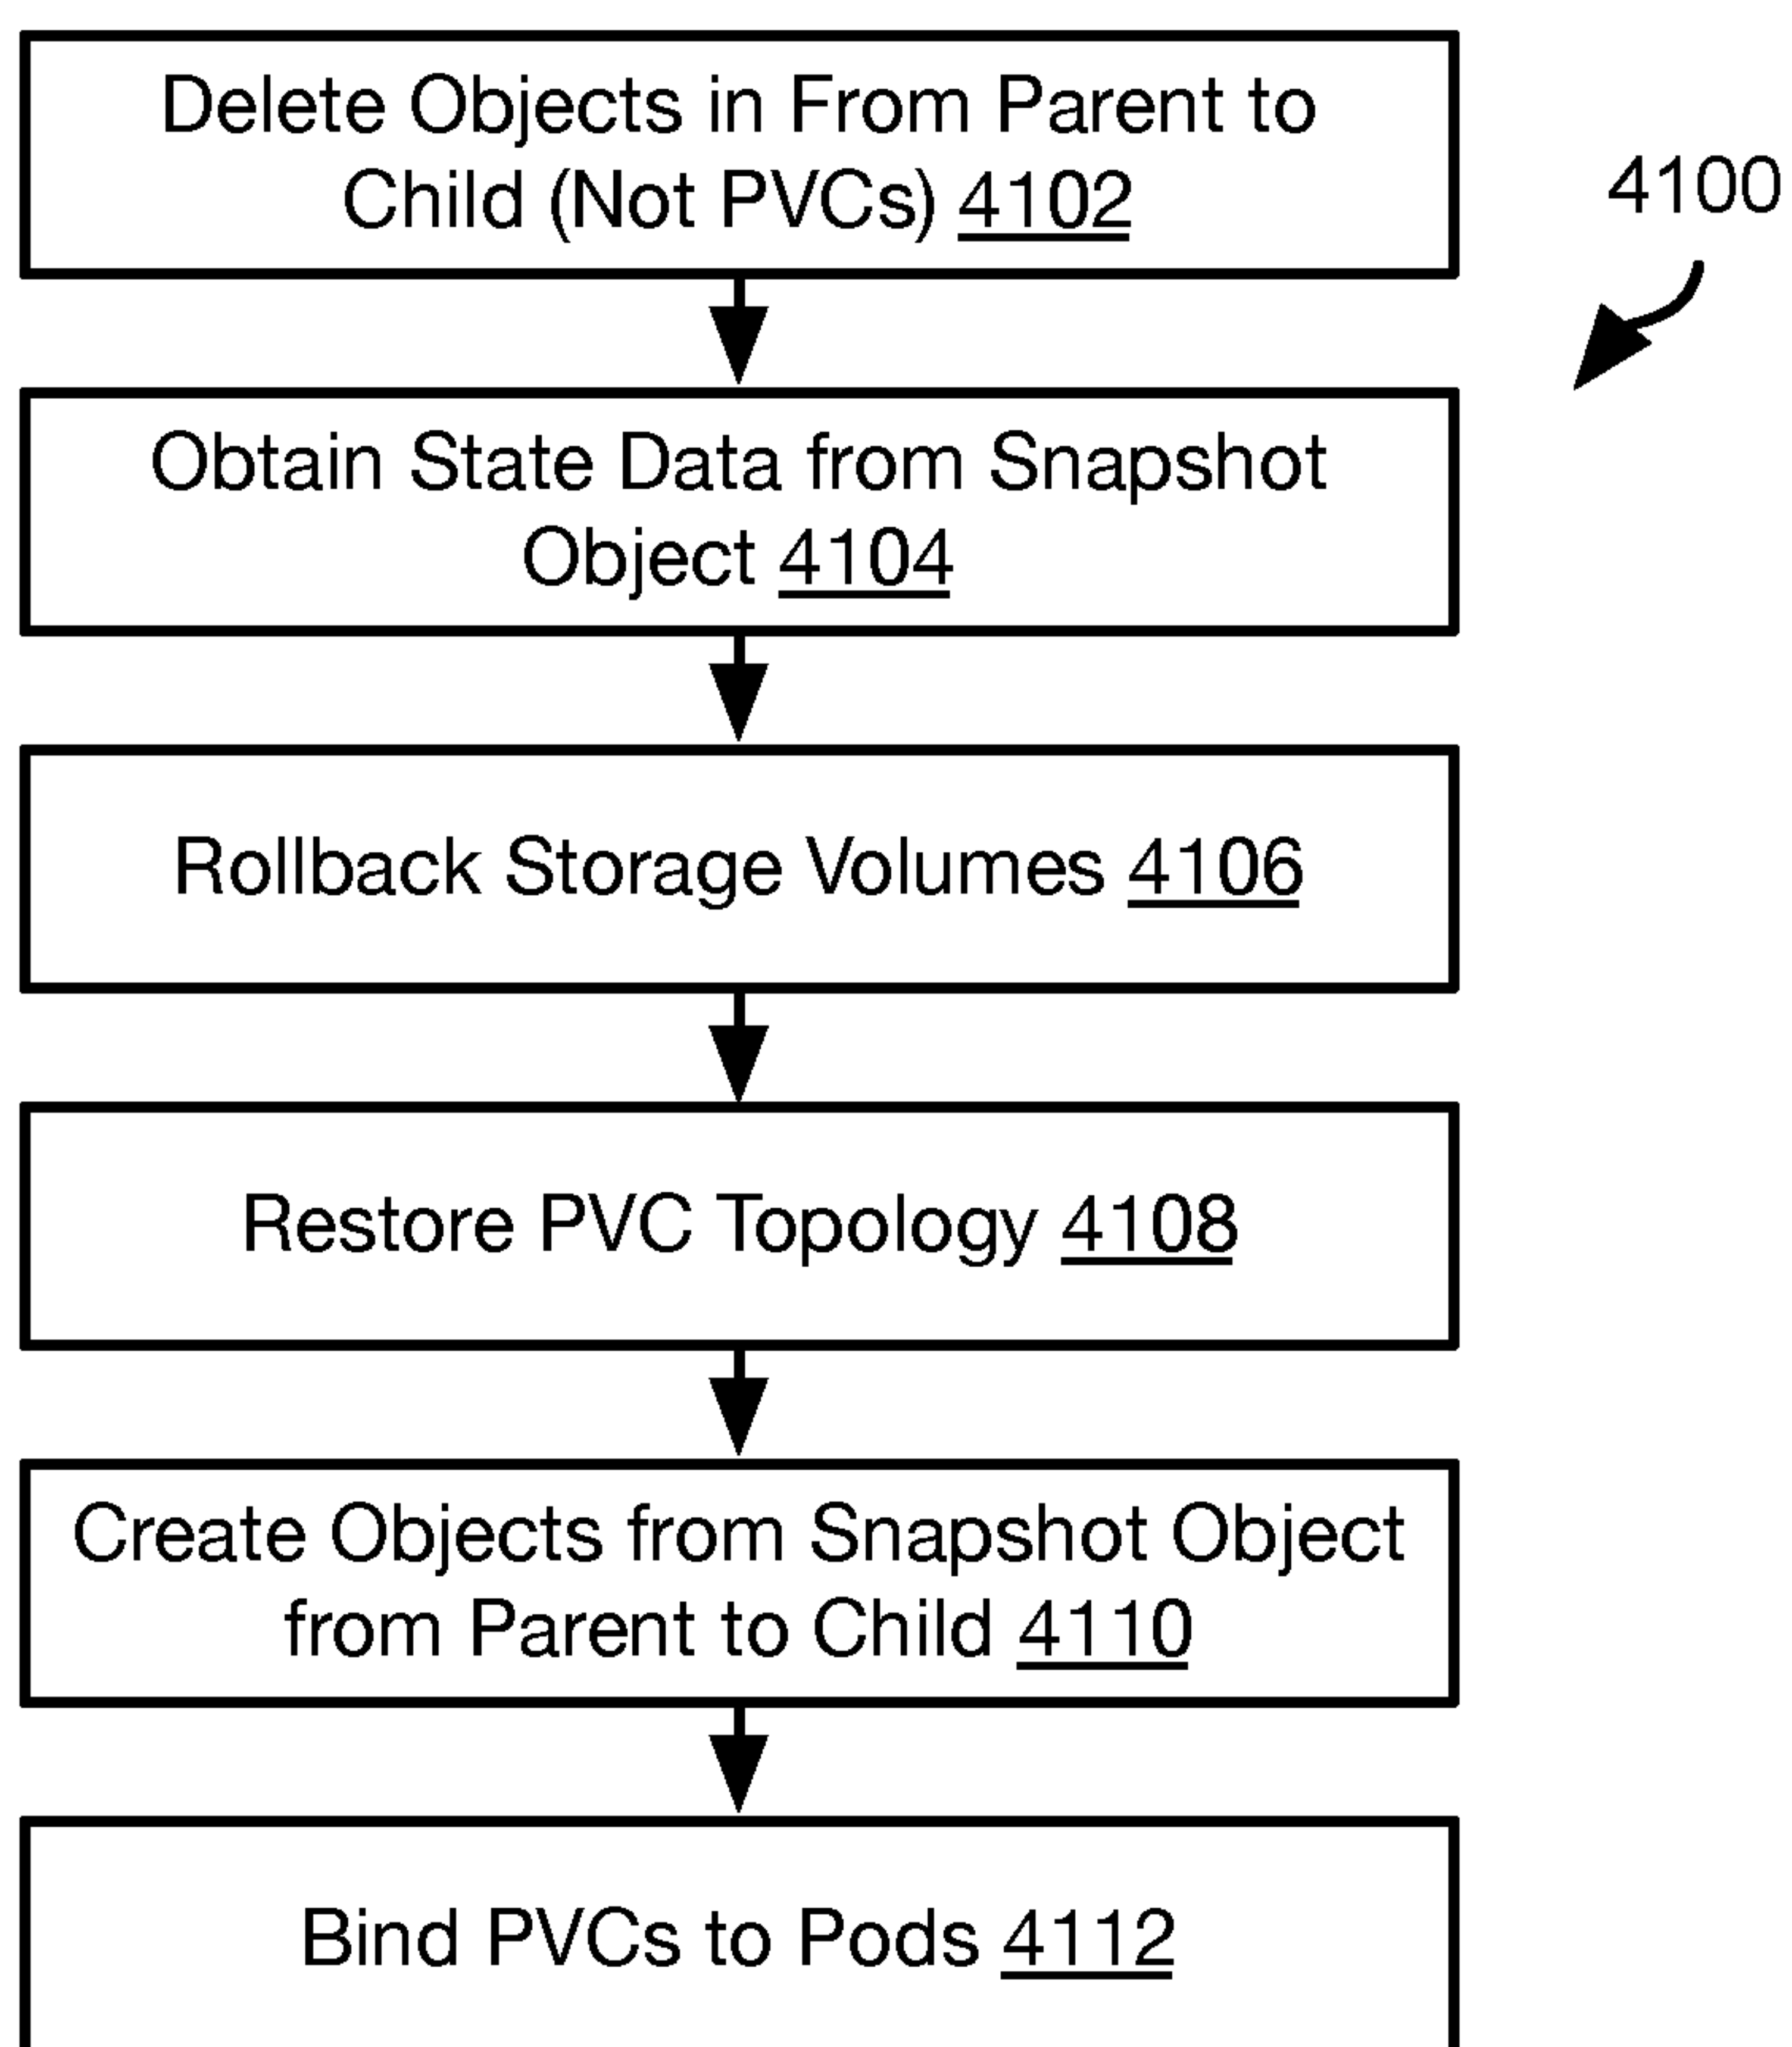 Delete Objects in From Parent to
Child (Not PVCs) 4102
4100
Obtain State Data from Snapshot
Object 4104
Rollback Storage Volumes 4106
Restore PVC Topology 4108
Create Objects from Snapshot Object
from Parent to Child 4110
Bind PVCs to Pods 4112